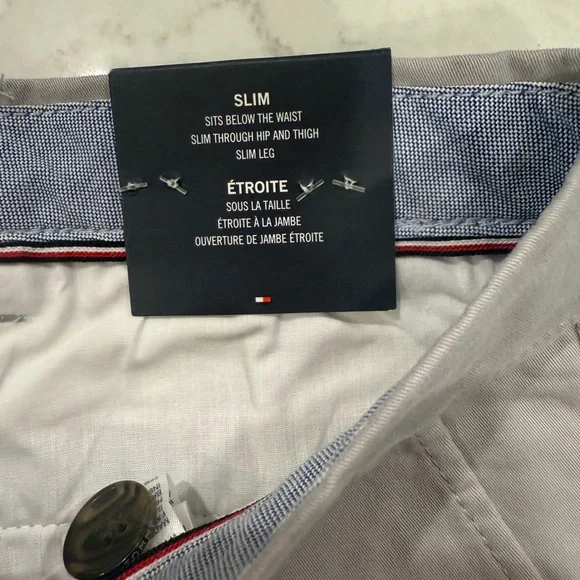 SLIM
SITS BELOW THE WAIST
SLIM THROUGH HIP AND THIGH
SLIM LEG
ÉTROITE
SOUS LA TAILLE
ÉTROITE À LA JAMBE
OUVERTURE DE JAMBE ÉTROITE